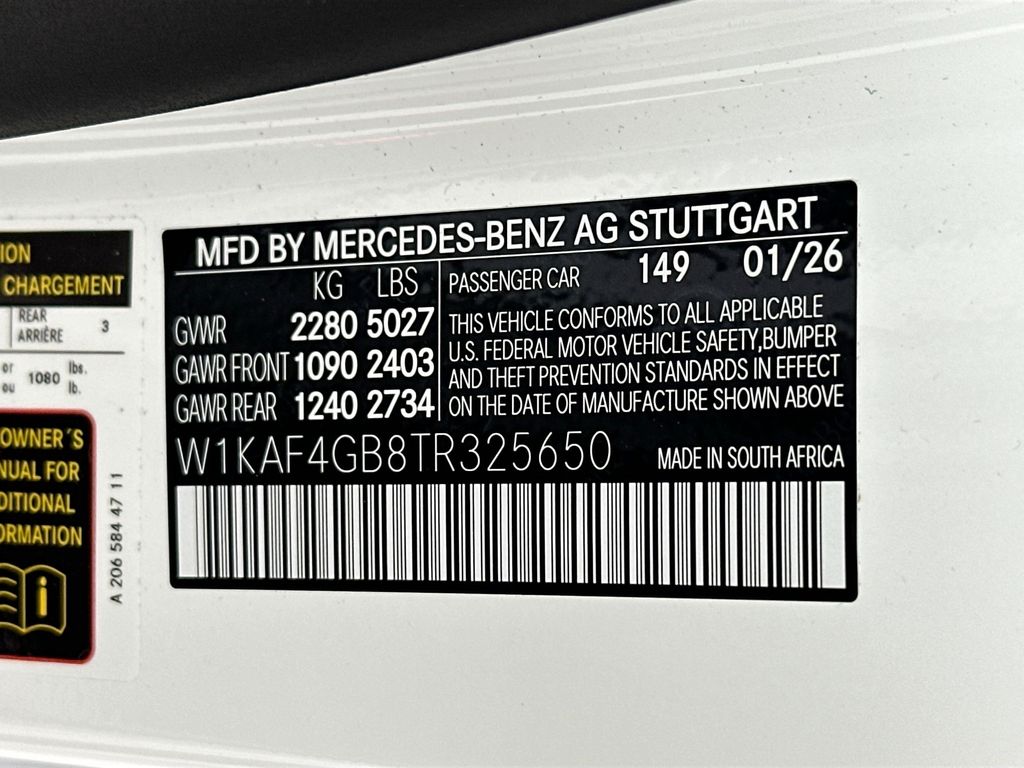 ION
CHARGEMENT
REAR
ARRIÈRE
3
or
ou
1080
lbs.
lb.
OWNER´S
NUAL FOR
DITIONAL
ORMATION
i
A 206 584 47 11
MFD BY MERCEDES-BENZ AG STUTTGART
KG LBS
GVWR 2280 5027
GAWR FRONT 1090 2403
GAWR REAR 1240 2734
PASSENGER CAR 149 01/26
THIS VEHICLE CONFORMS TO ALL APPLICABLE
U.S. FEDERAL MOTOR VEHICLE SAFETY,BUMPER
AND THEFT PREVENTION STANDARDS IN EFFECT
ON THE DATE OF MANUFACTURE SHOWN ABOVE
W1KAF4GB8TR325650
MADE IN SOUTH AFRICA